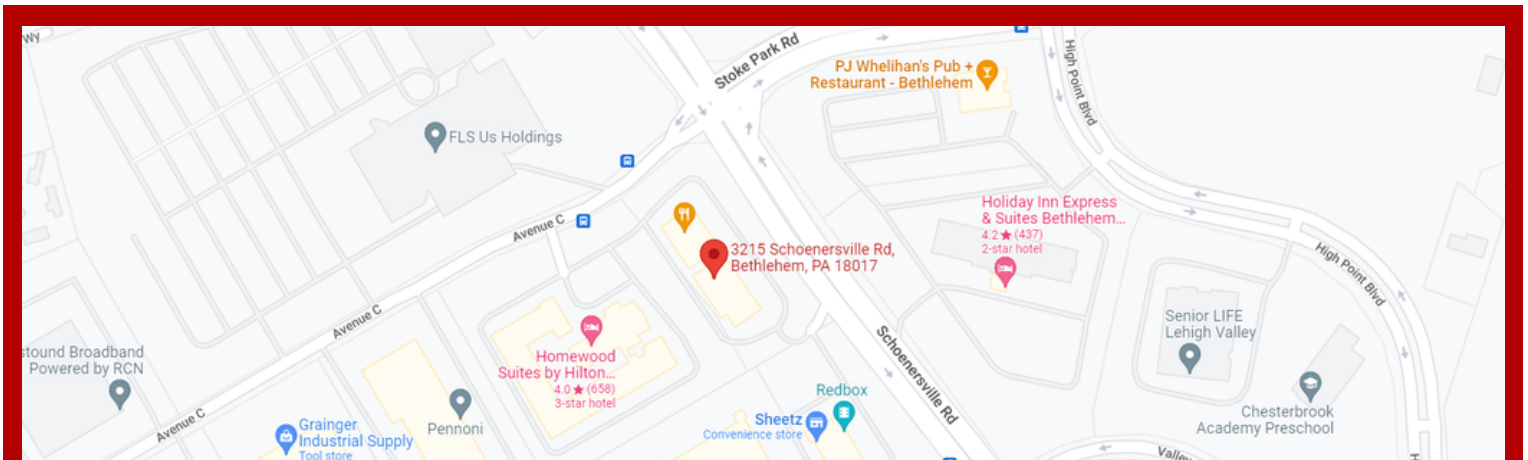 Wy
Stoke Park Rd
High Point Blvd
PJ Whelihan's Pub +
Restaurant - Bethlehem
FLS Us Holdings
Avenue C
Holiday Inn Express
& Suites Bethlehem...
4.2 ★ (437)
2-star hotel
3215 Schoenersville Rd,
Bethlehem, PA 18017
High Point Blvd
Avenue C
Senior LIFE
Lehigh Valley
Schoenersville Rd
stound Broadband
Powered by RCN
Homewood
Suites by Hilton...
4.0 ★ (658)
3-star hotel
Redbox
Sheetz
Convenience store
Chesterbrook
Academy Preschool
Avenue C
Grainger
Industrial Supply
Tool store
Pennoni
Valley
H